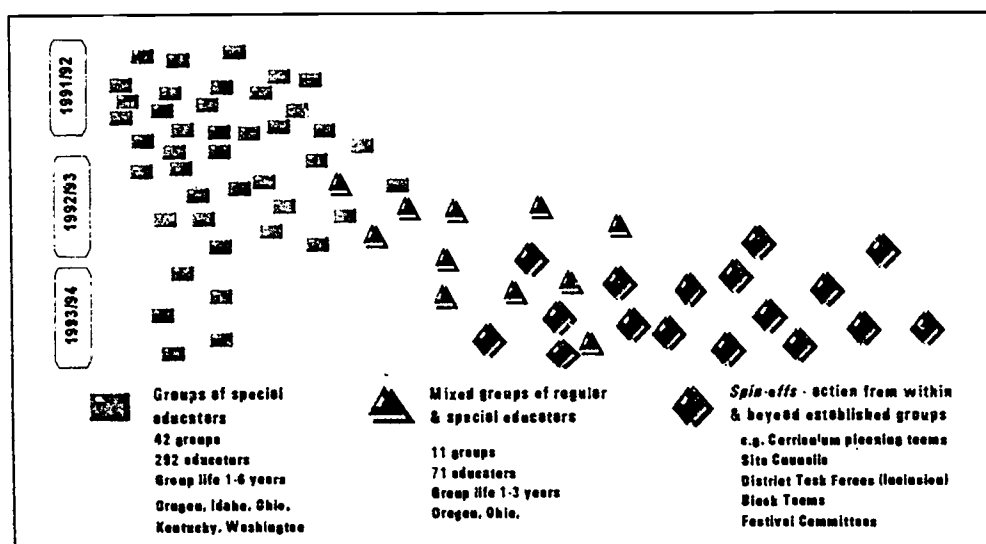 1991/92
1992/93
1993/94
Groups of special
educators
42 groups
292 educators
Group life 1-6 years
Oregon, Idaho, Ohio,
Kentucky, Washington
Mixed groups of regular
& special educators
11 groups
71 educators
Group life 1-3 years
Oregon, Ohio,
Spin-offs - action from within
& beyond established groups
e.g. Curriculum planning teams
Site Councils
District Task Forces (Inclusion)
Block Teams
Festival Committees